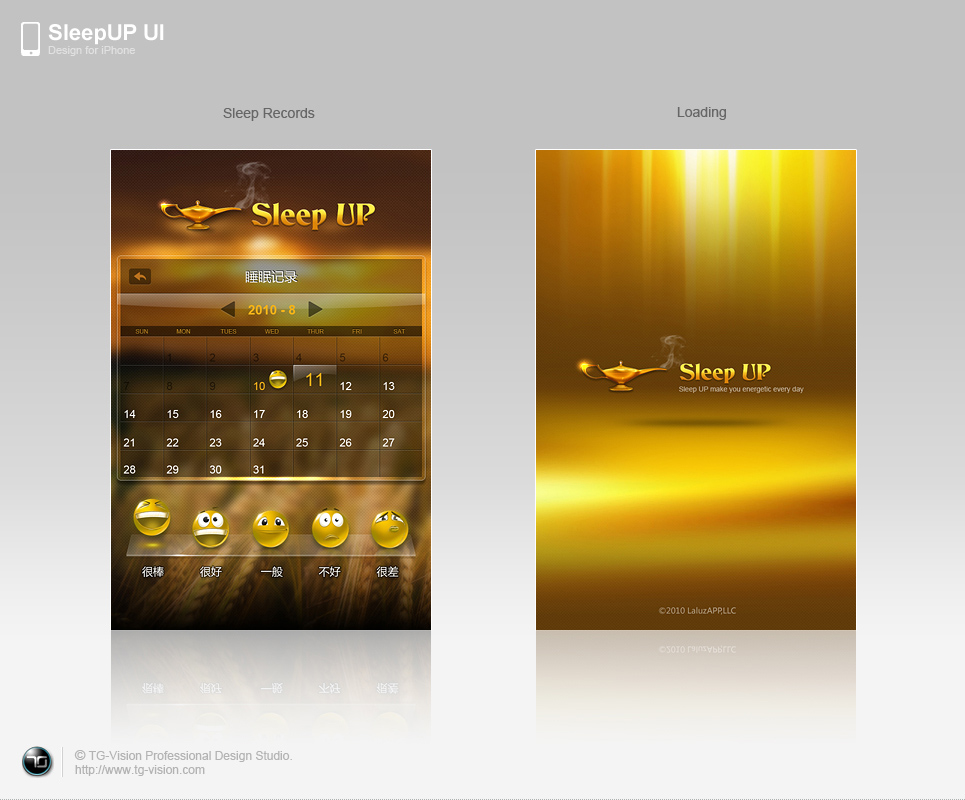 SleepUP UI
Design for iPhone
Sleep Records
Loading
Sleep UP
睡眠记录
2010 - 8
SUN MON TUES WED THUR FRI SAT
1 2 3 4 5 6
7 8 9 10 11 12 13
14 15 16 17 18 19 20
21 22 23 24 25 26 27
28 29 30 31
很棒 很好 一般 不好 很差
Sleep UP
Sleep UP make you energetic every day
©2010 LaluzAPP,LLC
TG
© TG-Vision Professional Design Studio.
http://www.tg-vision.com